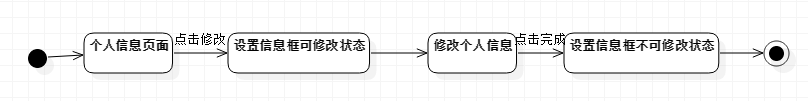 个人信息页面
点击修改
设置信息框可修改状态
修改个人信息
点击完成
设置信息框不可修改状态